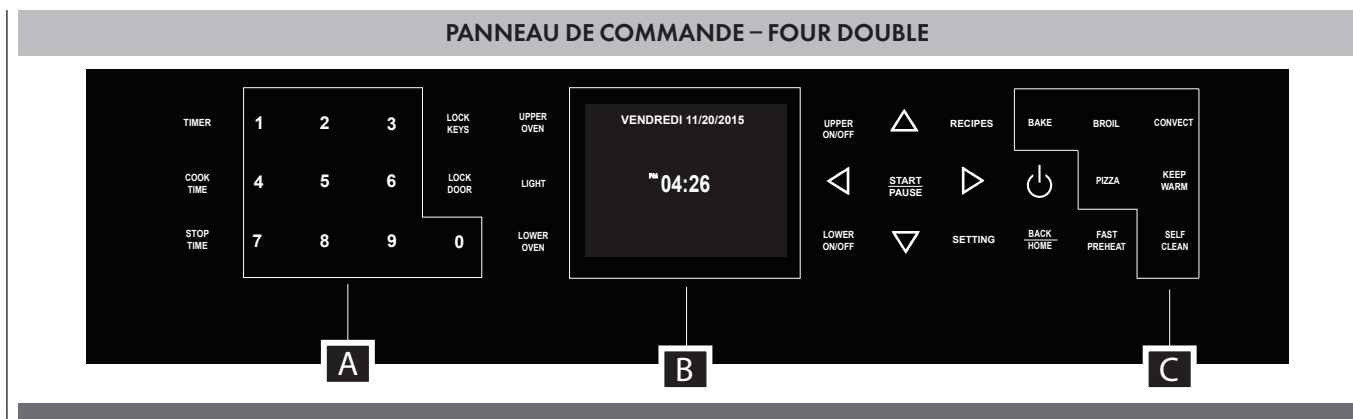 PANNEAU DE COMMANDE – FOUR DOUBLE
TIMER
1
2
3
LOCK
KEYS
UPPER
OVEN
VENDREDI 11/20/2015
UPPER
ON/OFF
RECIPES
BAKE
BROIL
CONVECT
COOK
TIME
4
5
6
LOCK
DOOR
LIGHT
PM 04:26
START
PAUSE
PIZZA
KEEP
WARM
STOP
TIME
7
8
9
0
LOWER
OVEN
LOWER
ON/OFF
SETTING
BACK
HOME
FAST
PREHEAT
SELF
CLEAN
A
B
C